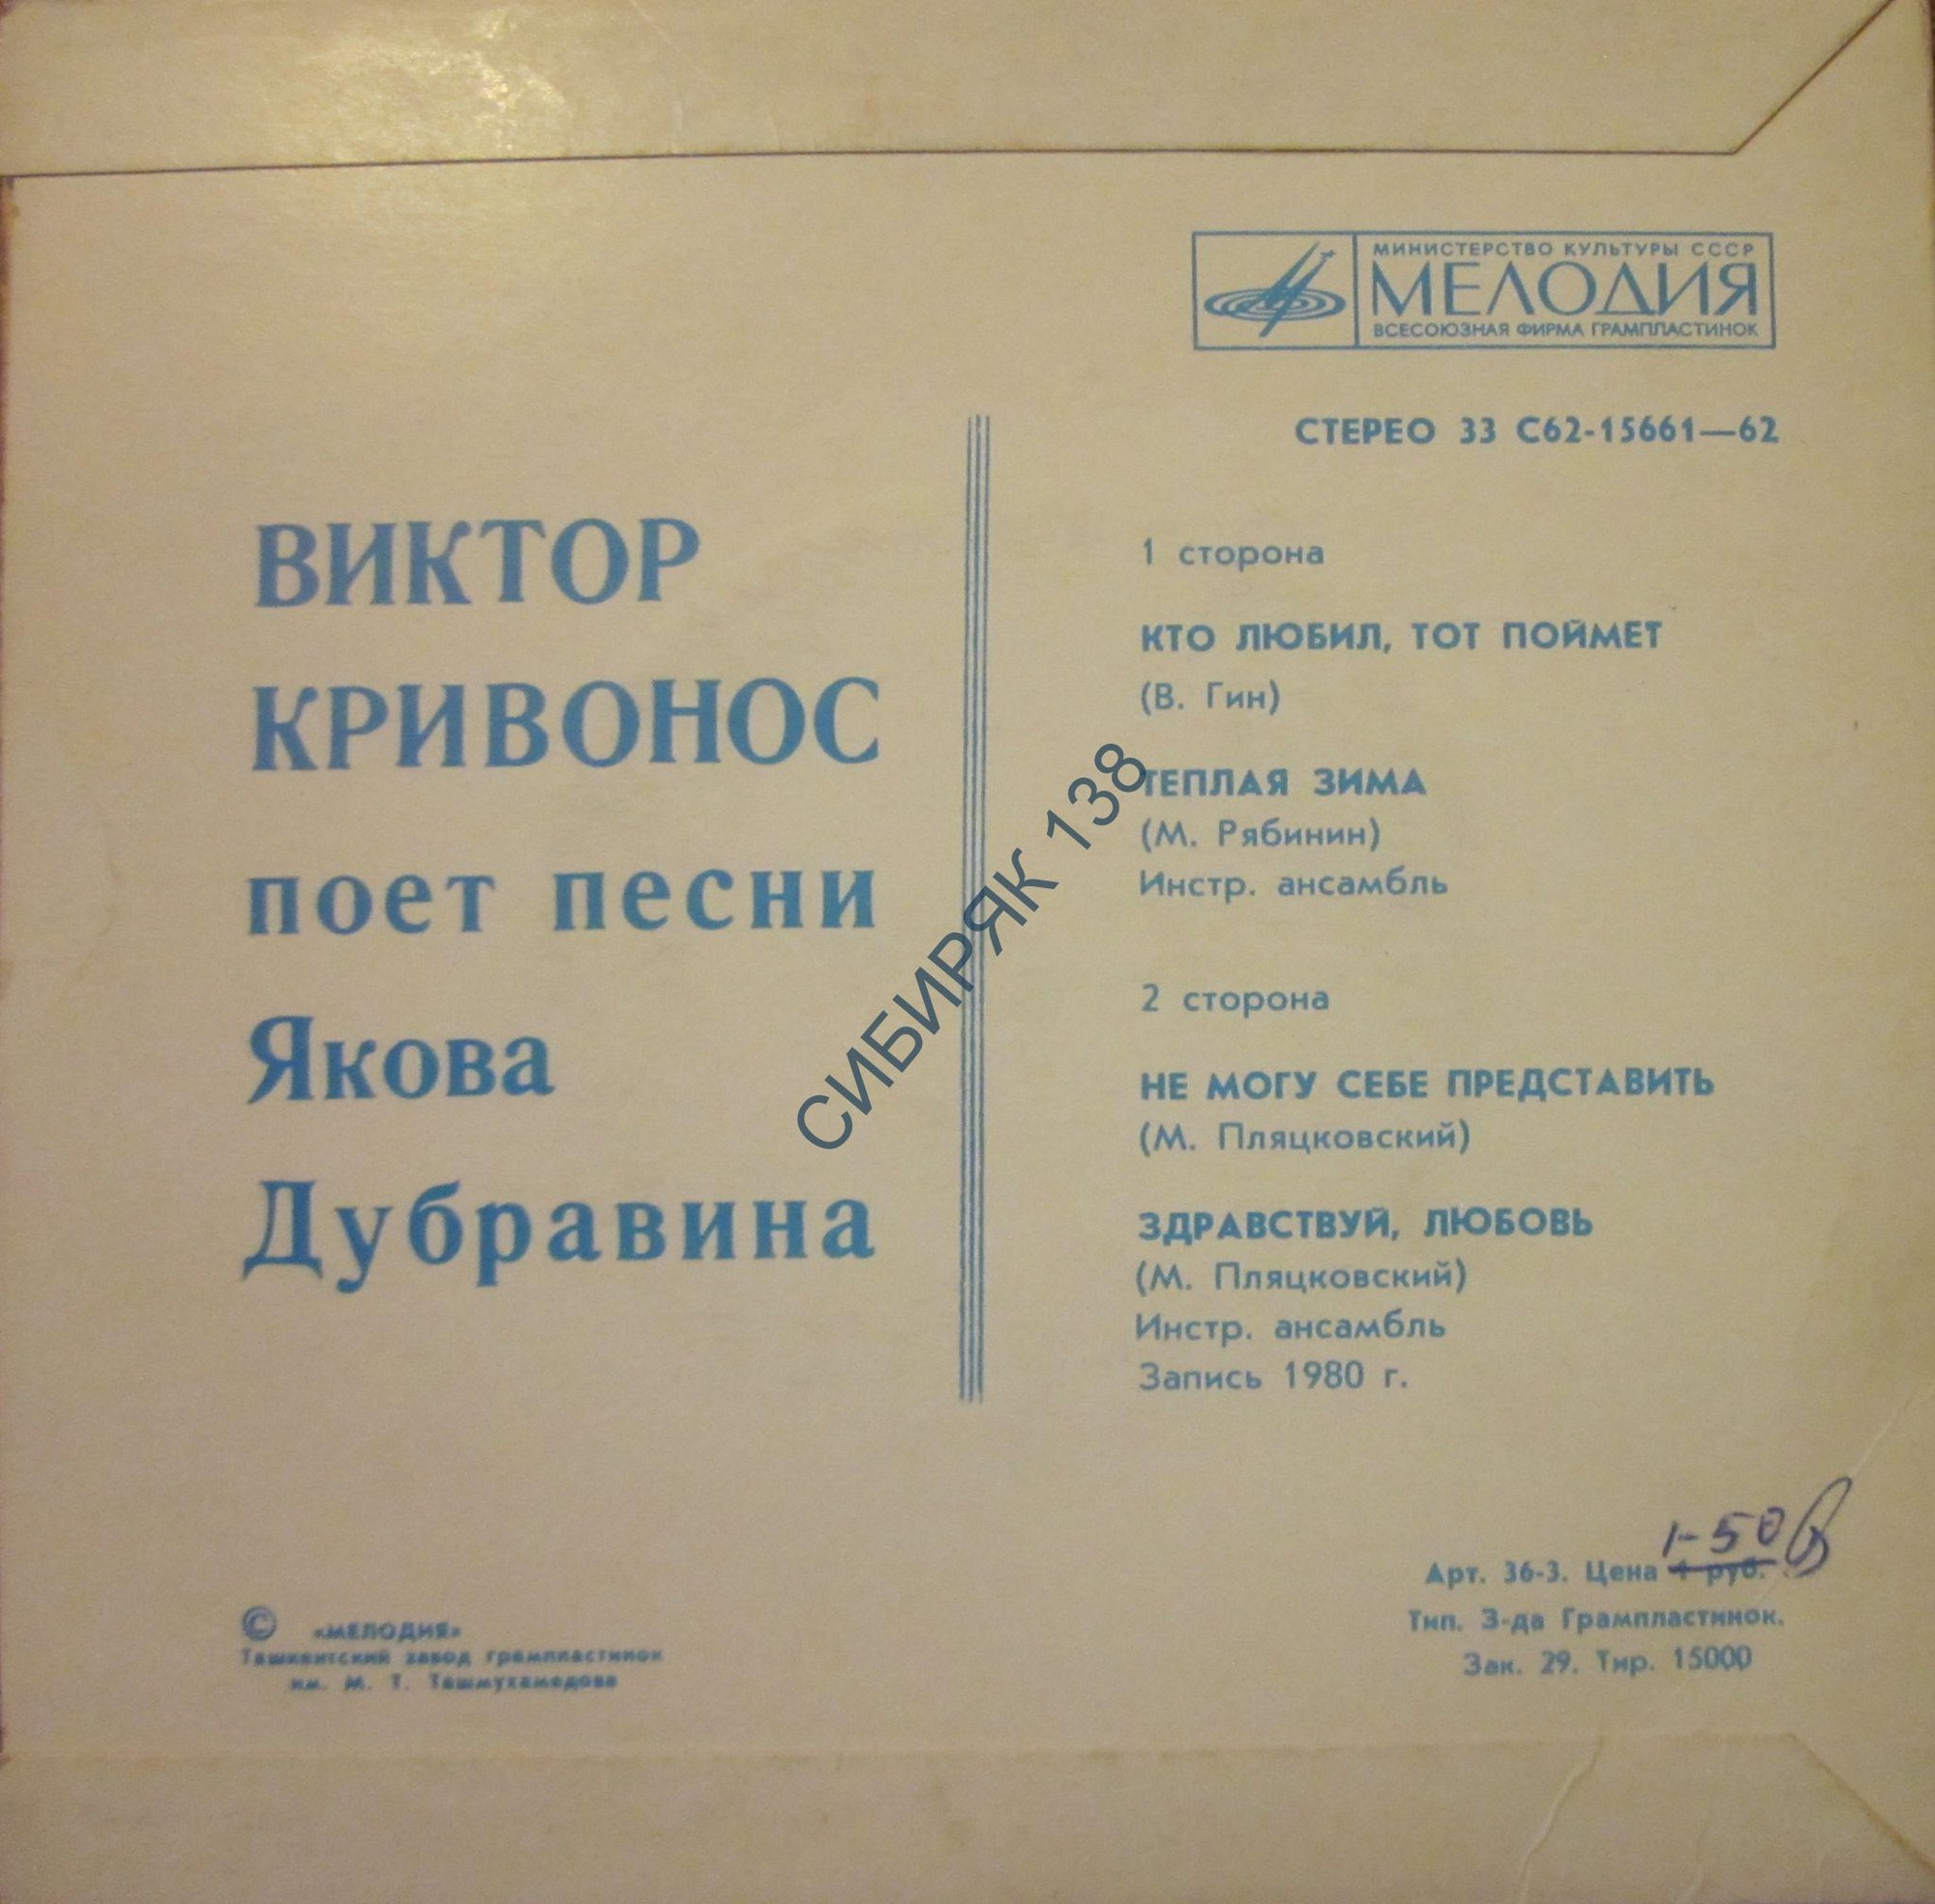 МИНИСТЕРСТВО КУЛЬТУРЫ СССР
МЕЛОДИЯ
ВСЕСОЮЗНАЯ ФИРМА ГРАМПЛАСТИНОК
СТЕРЕО 33 С62-15661—62
ВИКТОР
КРИВОНОС
поет песни
Якова
Дубравина
1 сторона
КТО ЛЮБИЛ, ТОТ ПОЙМЕТ
(В. Гин)
ТЕПЛАЯ ЗИМА
(М. Рябинин)
Инстр. ансамбль
2 сторона
НЕ МОГУ СЕБЕ ПРЕДСТАВИТЬ
(М. Пляцковский)
ЗДРАВСТВУЙ, ЛЮБОВЬ
(М. Пляцковский)
Инстр. ансамбль
Запись 1980 г.
СИБИРЯК 138
© «МЕЛОДИЯ»
Ташкентский завод грампластинок
им. М. Т. Ташмухамедова
1-50
Арт. 36-3. Цена 1 руб.
Тип. З-да Грампластинок.
Зак. 29. Тир. 15000